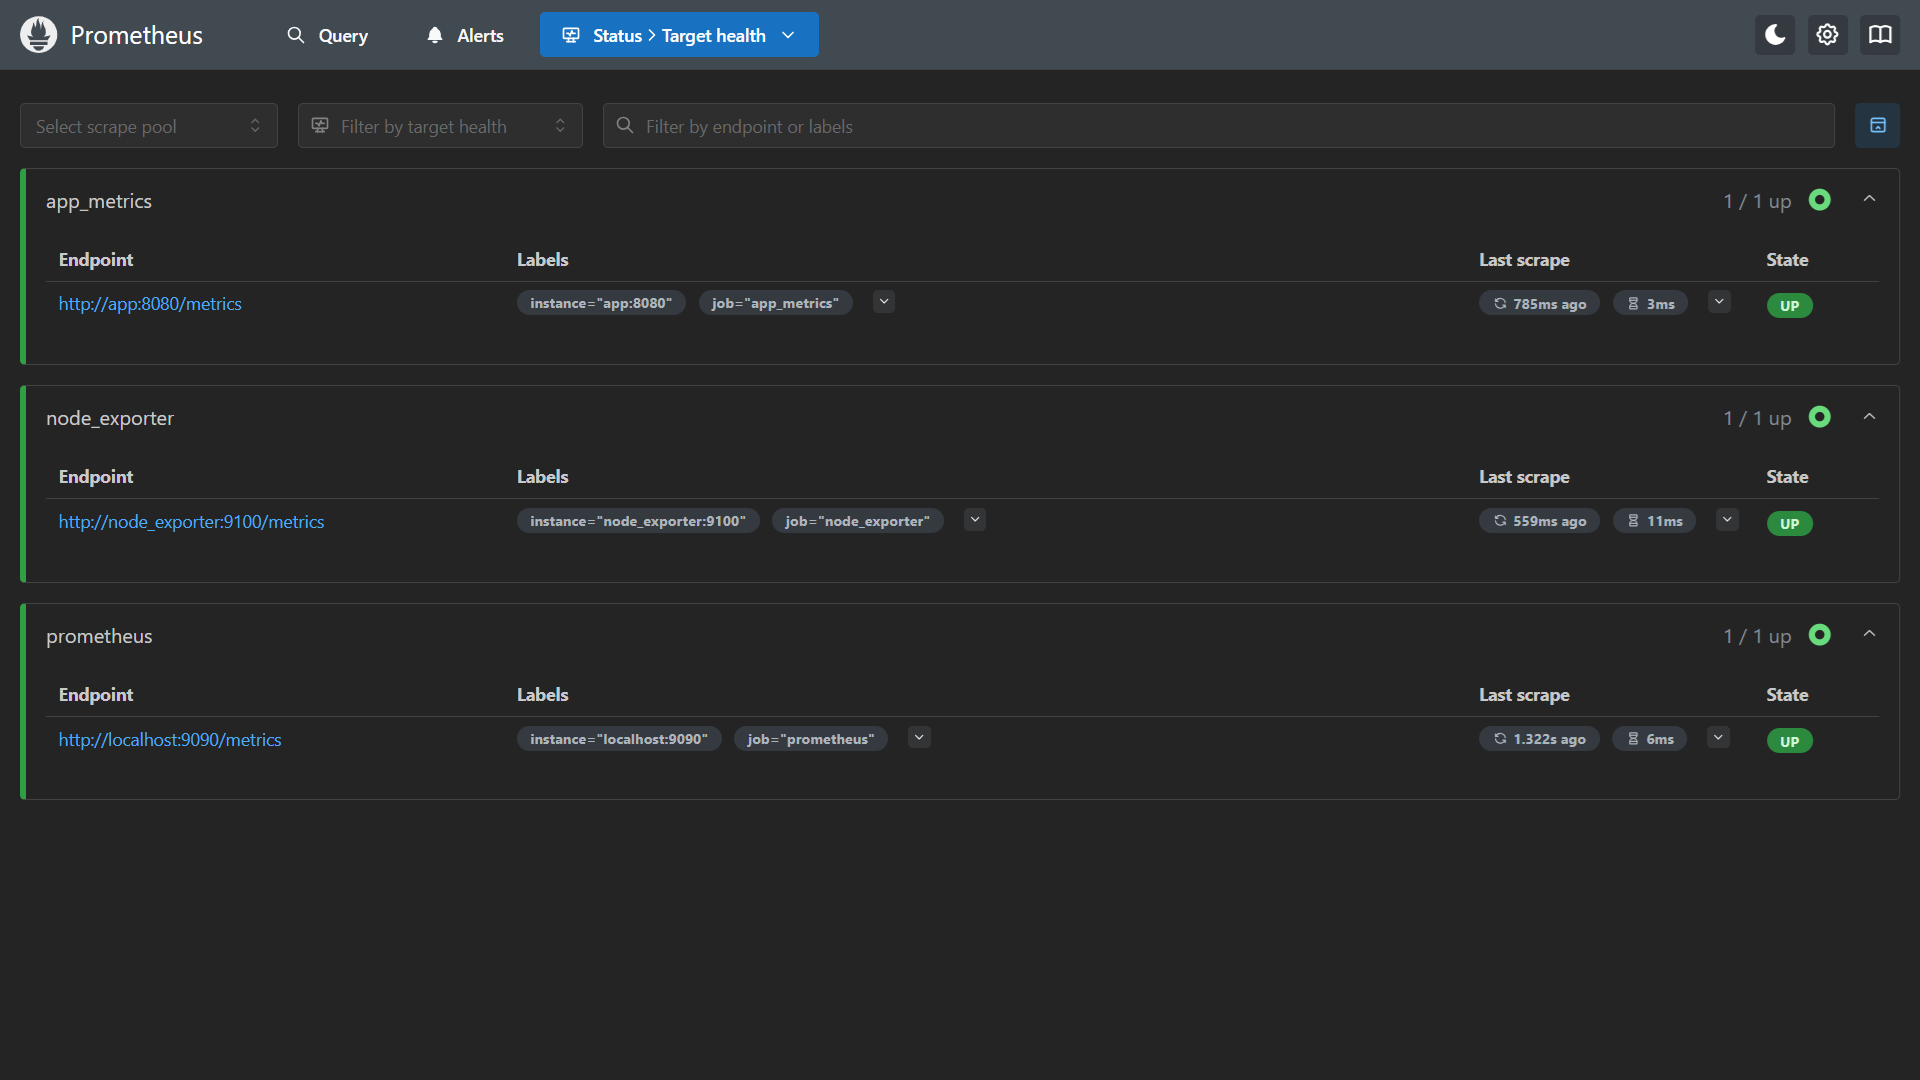 Prometheus Query Alerts Status > Target health
Select scrape pool Filter by target health Filter by endpoint or labels
app_metrics 1 / 1 up
Endpoint Labels Last scrape State
http://app:8080/metrics instance="app:8080" job="app_metrics" 785ms ago 3ms UP
node_exporter 1 / 1 up
Endpoint Labels Last scrape State
http://node_exporter:9100/metrics instance="node_exporter:9100" job="node_exporter" 559ms ago 11ms UP
prometheus 1 / 1 up
Endpoint Labels Last scrape State
http://localhost:9090/metrics instance="localhost:9090" job="prometheus" 1.322s ago 6ms UP